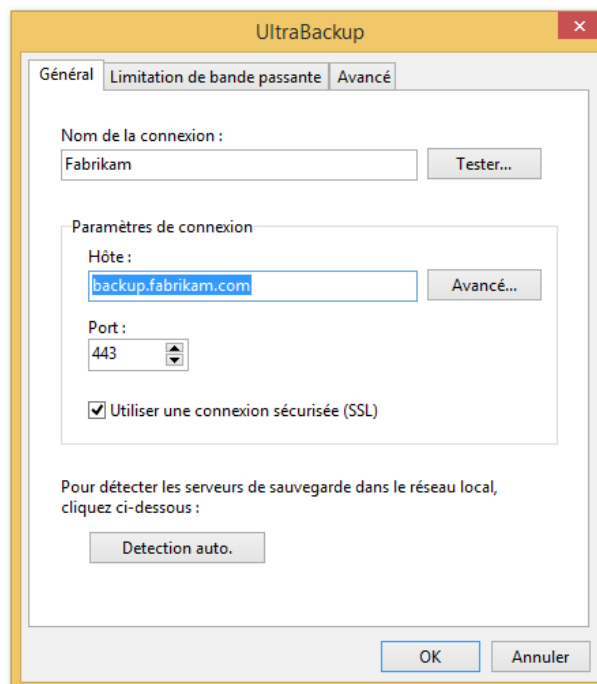 UltraBackup
Général Limitation de bande passante Avancé
Nom de la connexion :
Fabrikam Tester...
Paramètres de connexion
Hôte :
backup.fabrikam.com Avancé...
Port :
443
Utiliser une connexion sécurisée (SSL)
Pour détecter les serveurs de sauvegarde dans le réseau local,
cliquez ci-dessous :
Detection auto.
OK Annuler